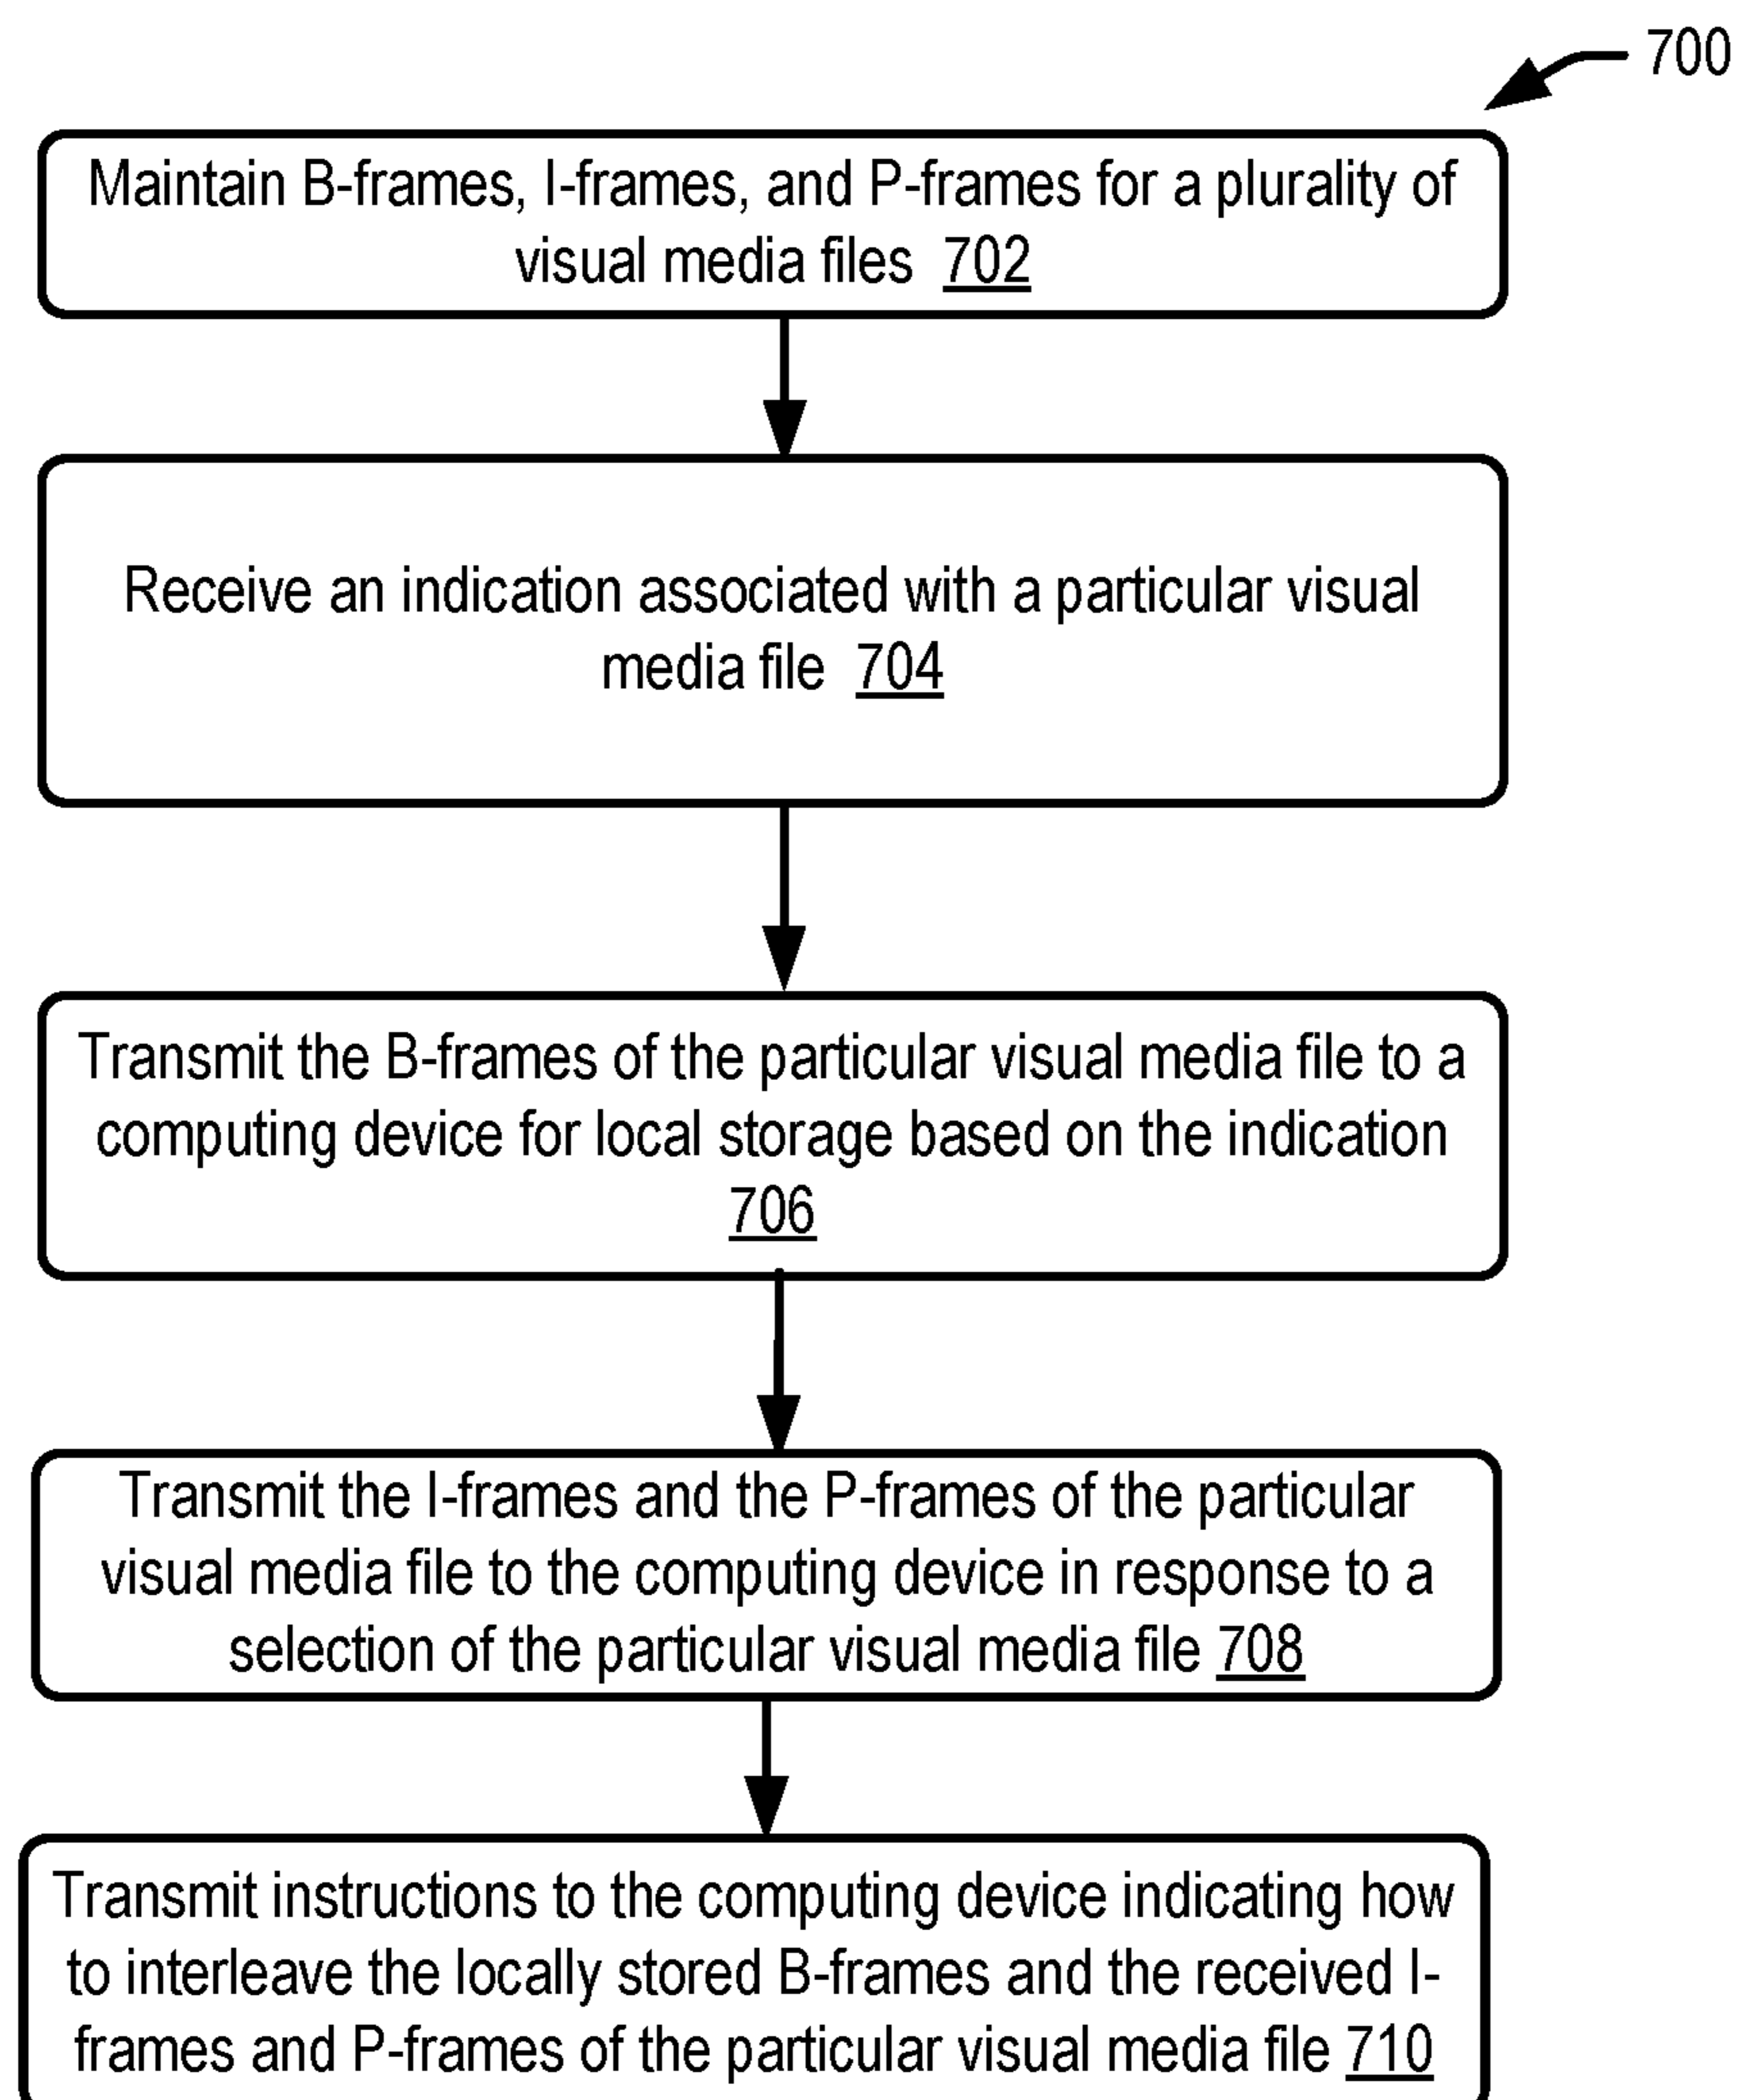 700
Maintain B-frames, I-frames, and P-frames for a plurality of
visual media files 702
Receive an indication associated with a particular visual
media file 704
Transmit the B-frames of the particular visual media file to a
computing device for local storage based on the indication
706
Transmit the I-frames and the P-frames of the particular
visual media file to the computing device in response to a
selection of the particular visual media file 708
Transmit instructions to the computing device indicating how
to interleave the locally stored B-frames and the received I-
frames and P-frames of the particular visual media file 710